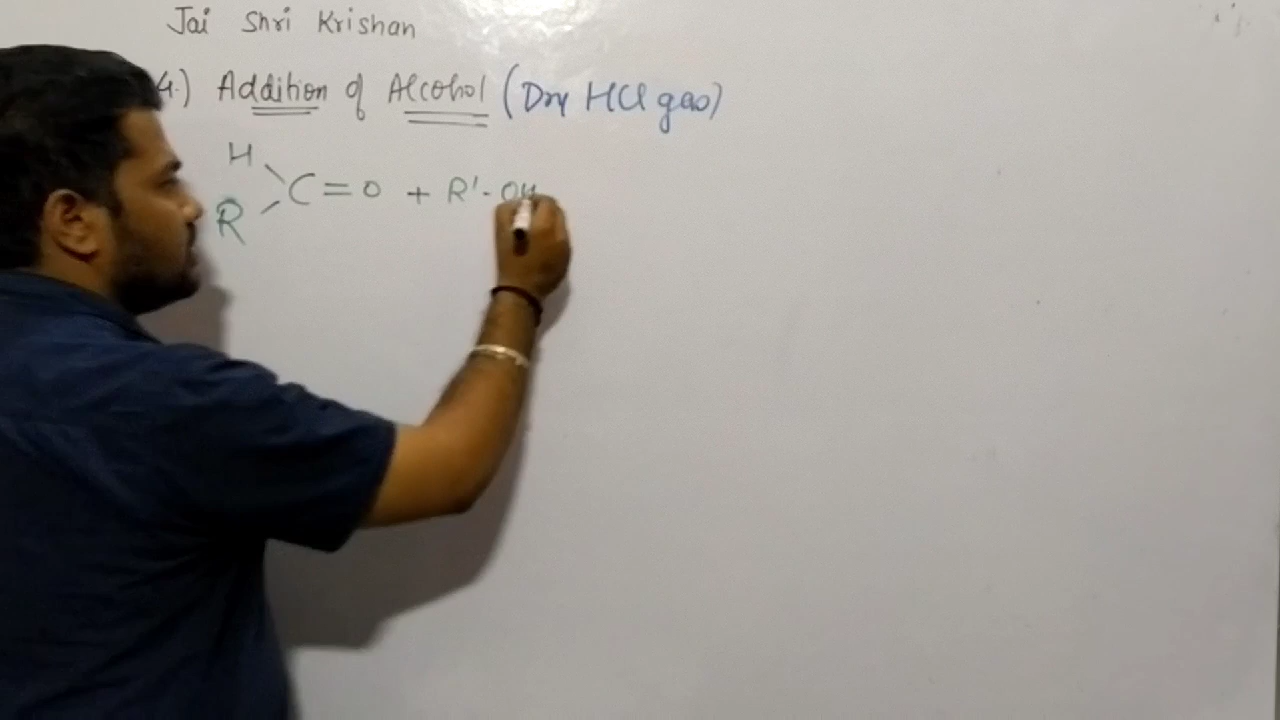 Jai Shri Krishan
4.) Addition of Alcohol (Dry HCl gas)
H
R C=O + R'-OH